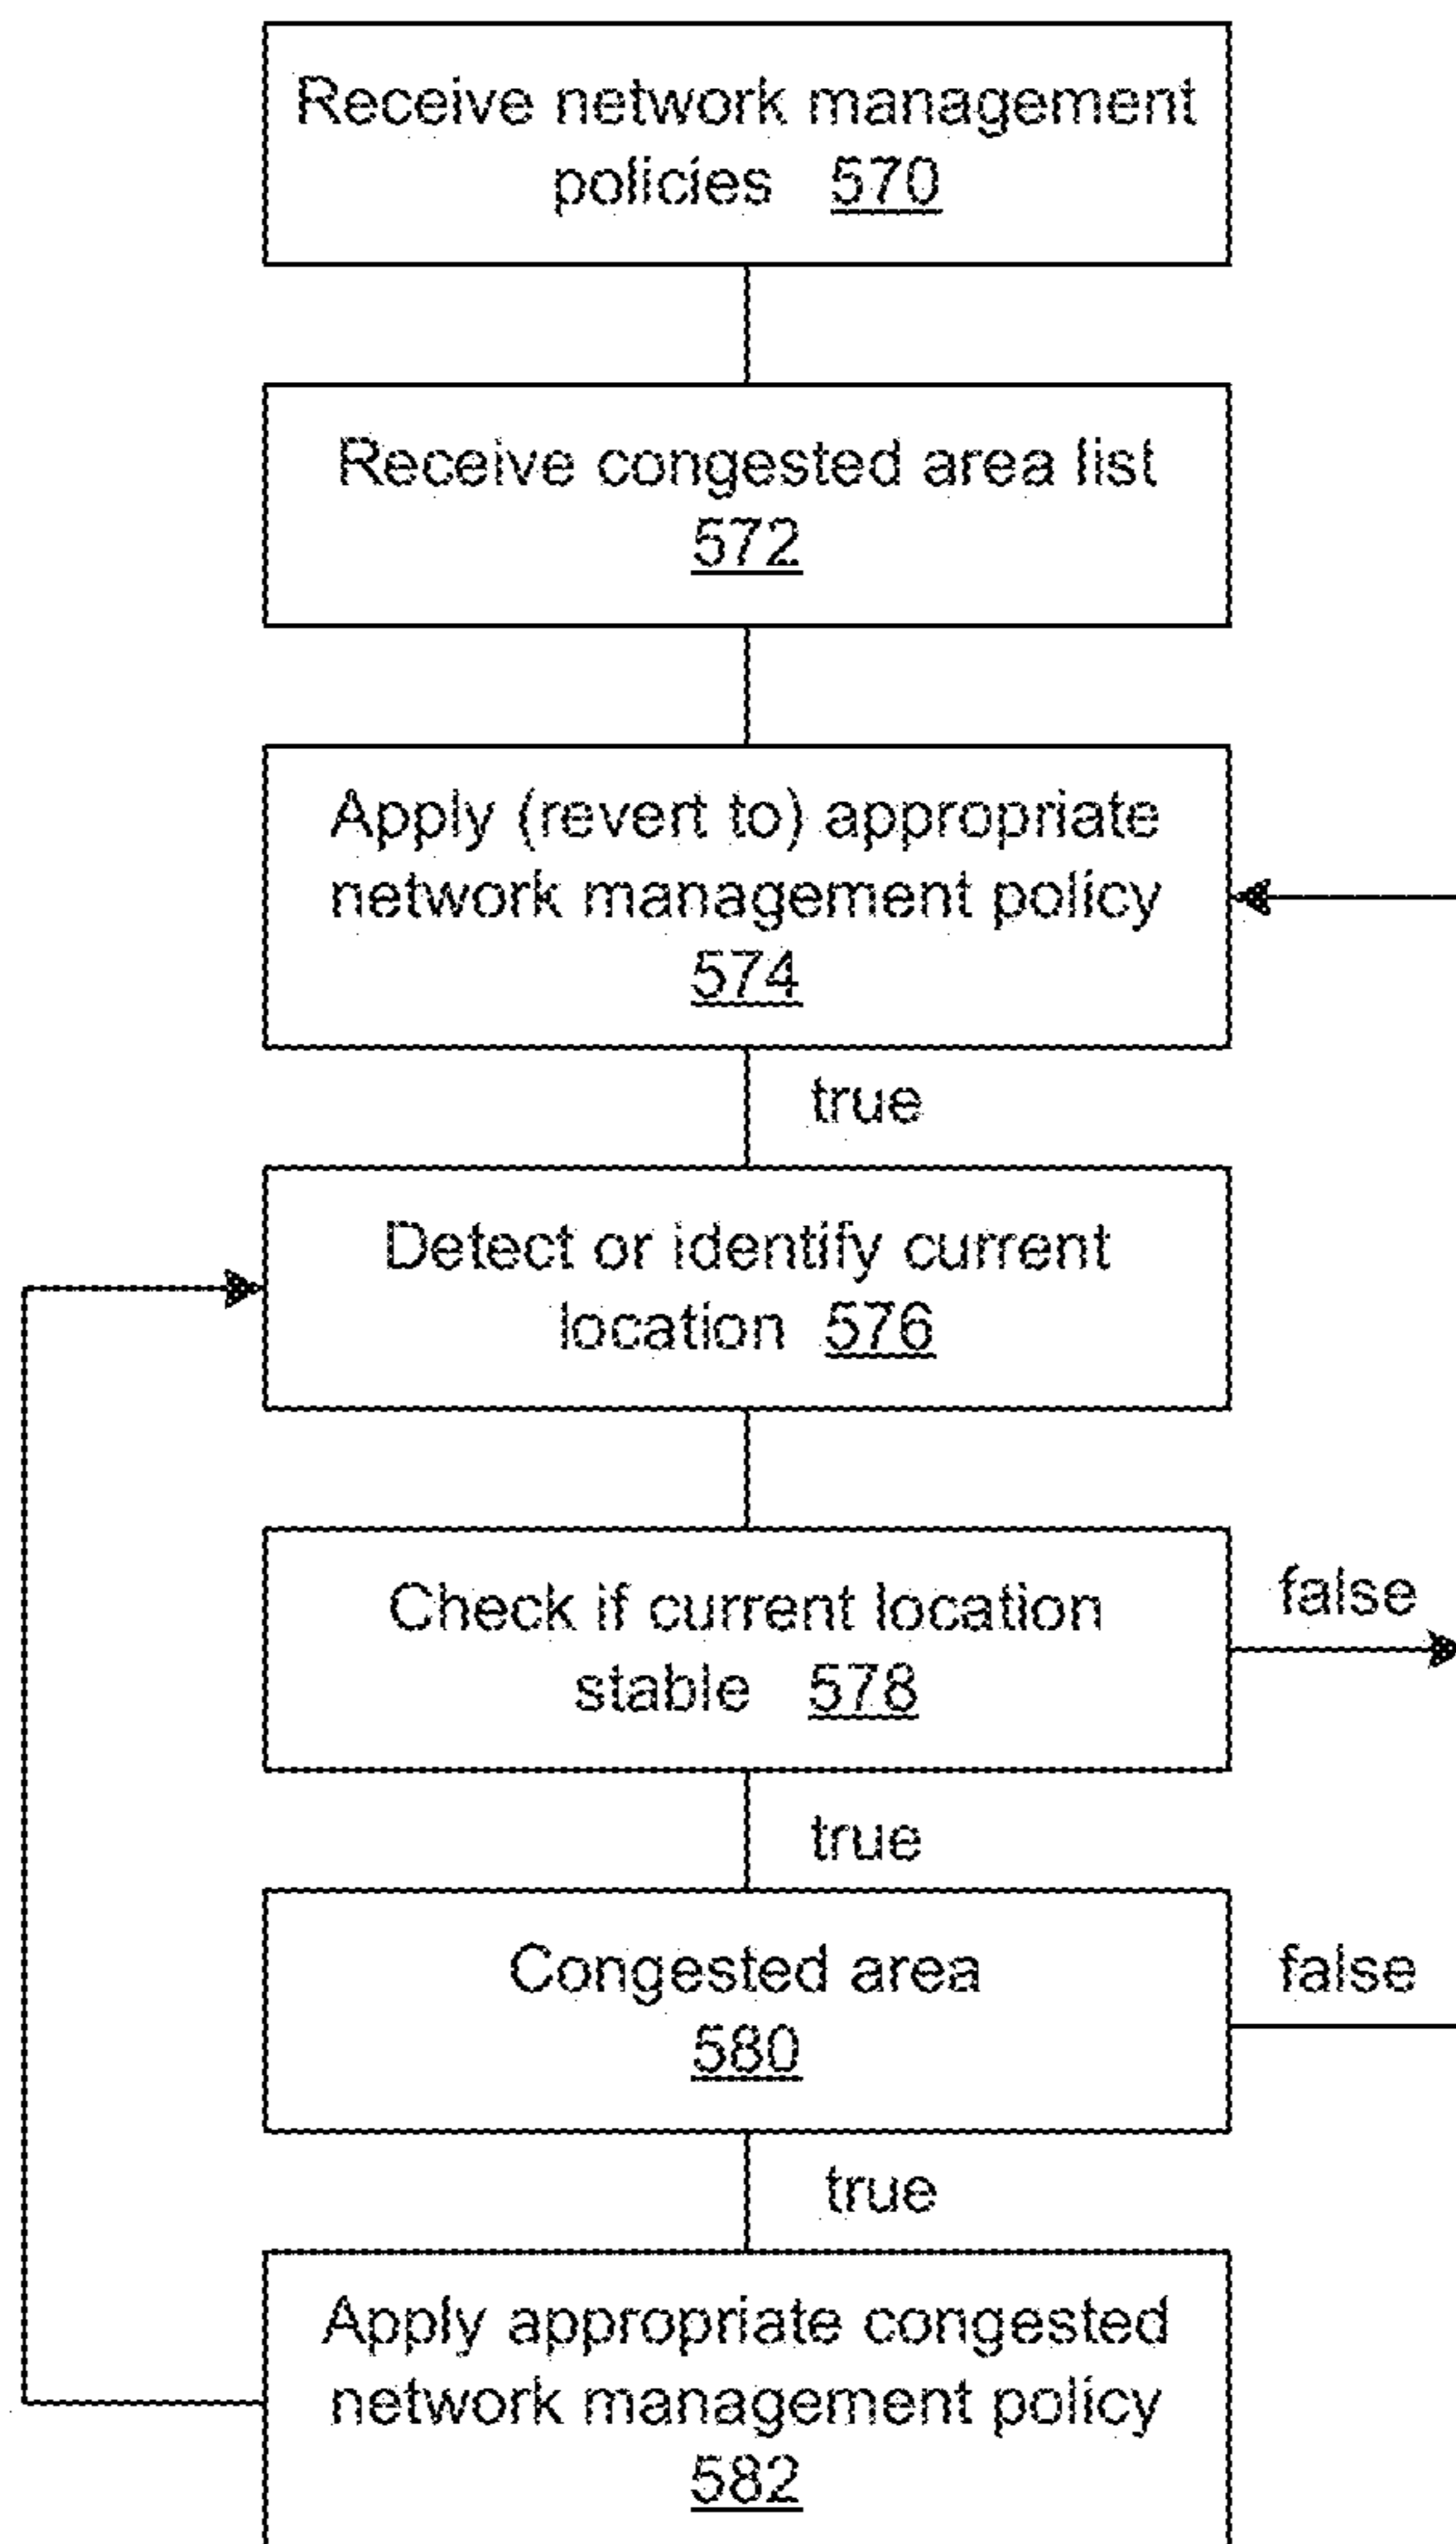 Receive network management
policies 570
Receive congested area list
572
Apply (revert to) appropriate
network management policy
574
true
Detect or identify current
location 576
Check if current location
stable 578
false
true
Congested area
580
false
true
Apply appropriate congested
network management policy
582